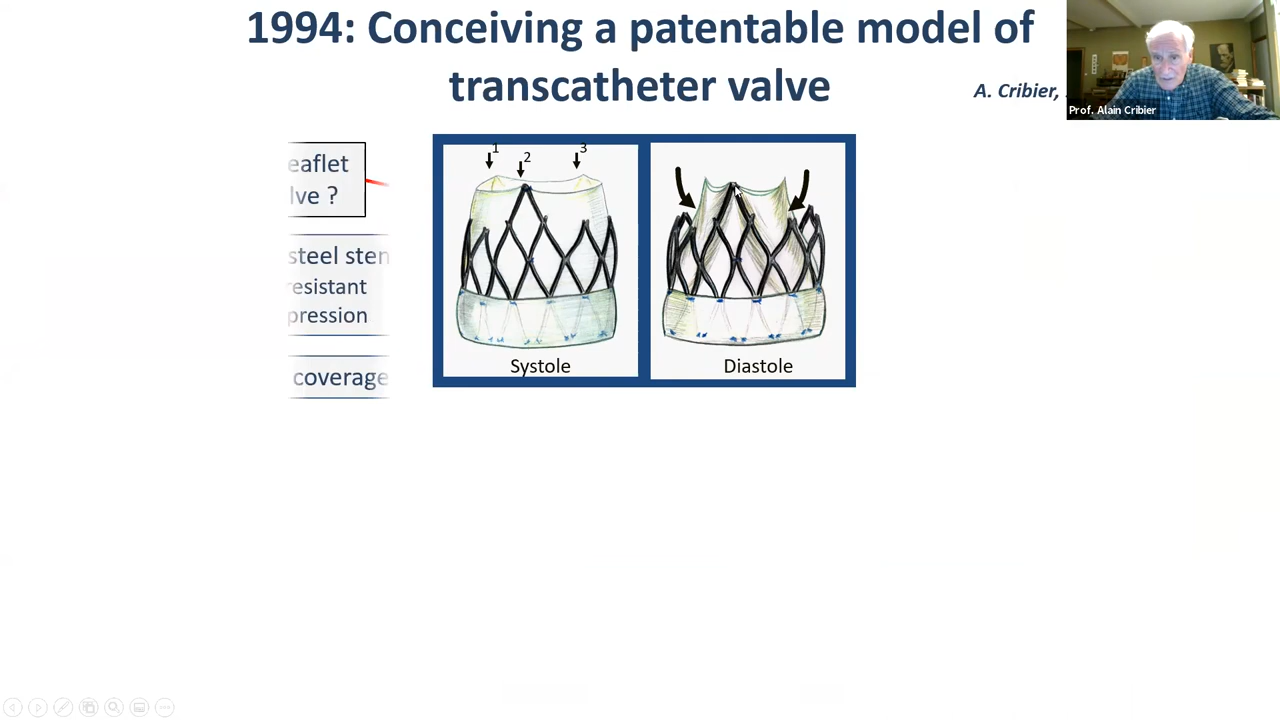 1994: Conceiving a patentable model of
transcatheter valve
A. Cribier,
Prof. Alain Cribier
eaflet
lve ?
steel sten
esistant
pression
coverage
1
2
3
Systole
Diastole